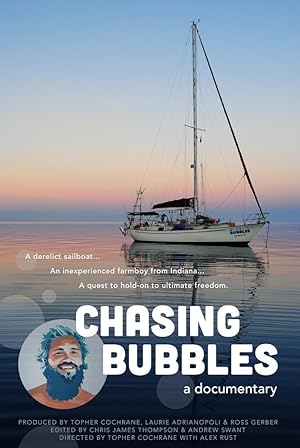 BUBBLES
A derelict sailboat...
An inexperienced farmboy from Indiana...
A quest to hold-on to ultimate freedom.
CHASING
BUBBLES
a documentary
PRODUCED BY TOPHER COCHRANE, LAURIE ADRIANOPOLI & ROSS GERBER
EDITED BY CHRIS JAMES THOMPSON & ANDREW SWANT
DIRECTED BY TOPHER COCHRANE WITH ALEX RUST